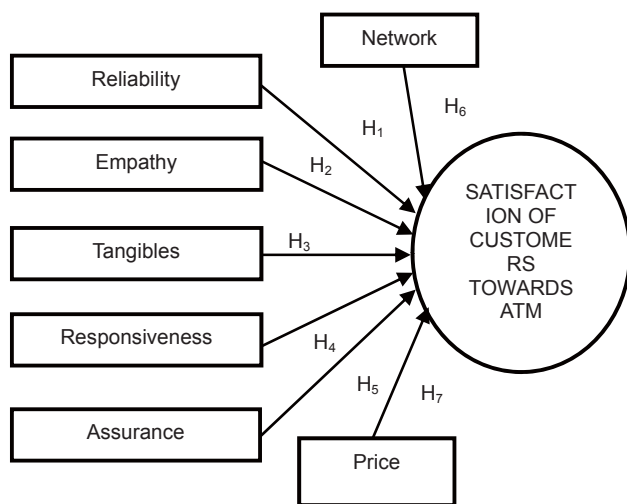 Network
Reliability
H₁
H₆
Empathy
H₂
SATISFACT
ION OF
CUSTOME
RS
TOWARDS
ATM
Tangibles
H₃
Responsiveness
H₄
H₅
H₇
Assurance
Price